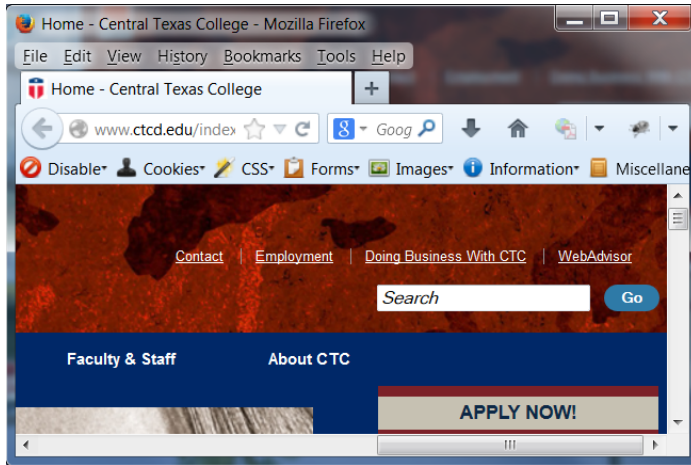 Home - Central Texas College - Mozilla Firefox
File Edit View History Bookmarks Tools Help
Home - Central Texas College +
www.ctcd.edu/index 8 Goog
Disable Cookies CSS Forms Images Information Miscellane
Contact | Employment | Doing Business With CTC | WebAdvisor
Search Go
Faculty & Staff About CTC
APPLY NOW!